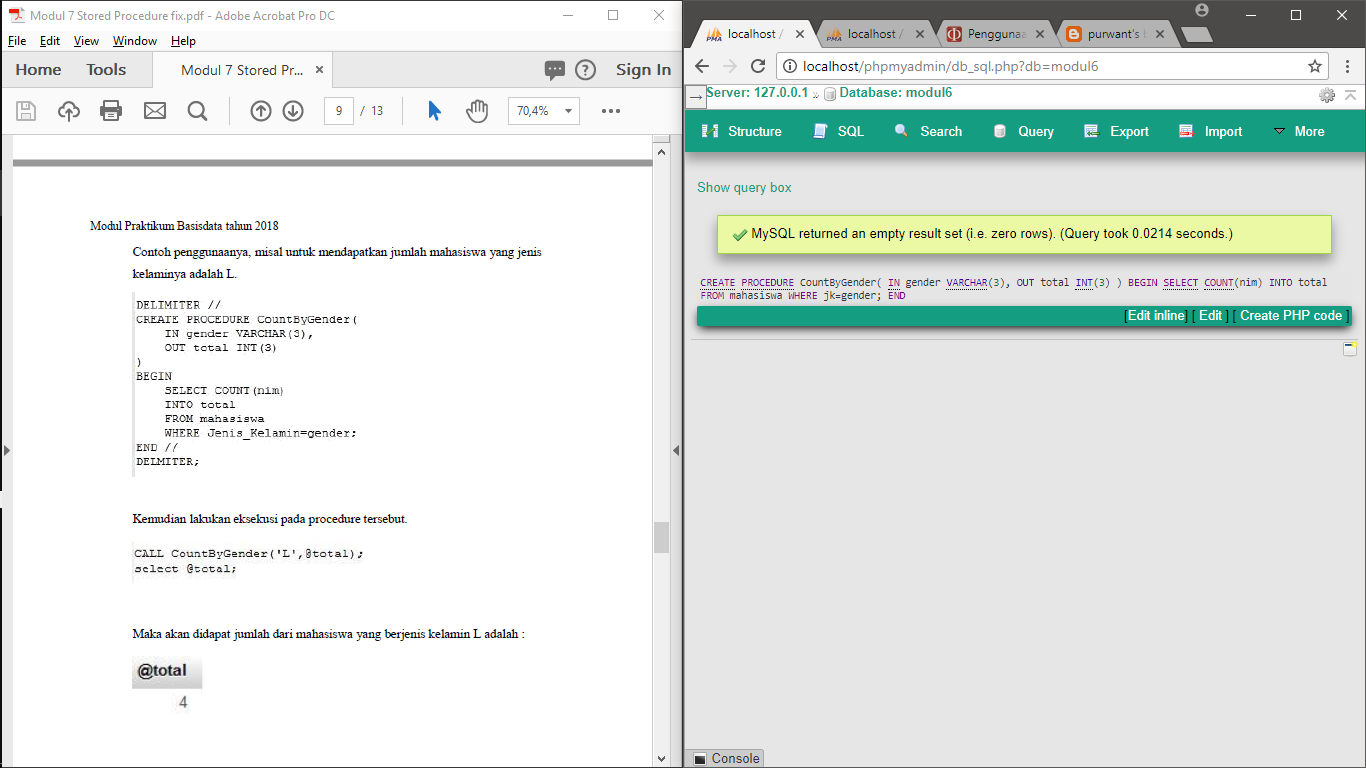 Modul 7 Stored Procedure fix.pdf - Adobe Acrobat Pro DC
File Edit View Window Help
Home Tools Modul 7 Stored Pr... × Sign In
9 / 13 70,4%
Modul Praktikum Basisdata tahun 2018
Contoh penggunaanya, misal untuk mendapatkan jumlah mahasiswa yang jenis
kelaminya adalah L.
DELIMITER //
CREATE PROCEDURE CountByGender(
IN gender VARCHAR(3),
OUT total INT(3)
)
BEGIN
SELECT COUNT(nim)
INTO total
FROM mahasiswa
WHERE Jenis_Kelamin=gender;
END //
DELMITER;
Kemudian lakukan eksekusi pada procedure tersebut.
CALL CountByGender('L',@total);
select @total;
Maka akan didapat jumlah dari mahasiswa yang berjenis kelamin L adalah :
@total
4
localhost / localhost / Penggunaa purwant's
localhost/phpmyadmin/db_sql.php?db=modul6
Server: 127.0.0.1 » Database: modul6
Structure SQL Search Query Export Import More
Show query box
MySQL returned an empty result set (i.e. zero rows). (Query took 0.0214 seconds.)
CREATE PROCEDURE CountByGender( IN gender VARCHAR(3), OUT total INT(3) ) BEGIN SELECT COUNT(nim) INTO total
FROM mahasiswa WHERE jk=gender; END
[Edit inline] [ Edit ] [ Create PHP code ]
Console